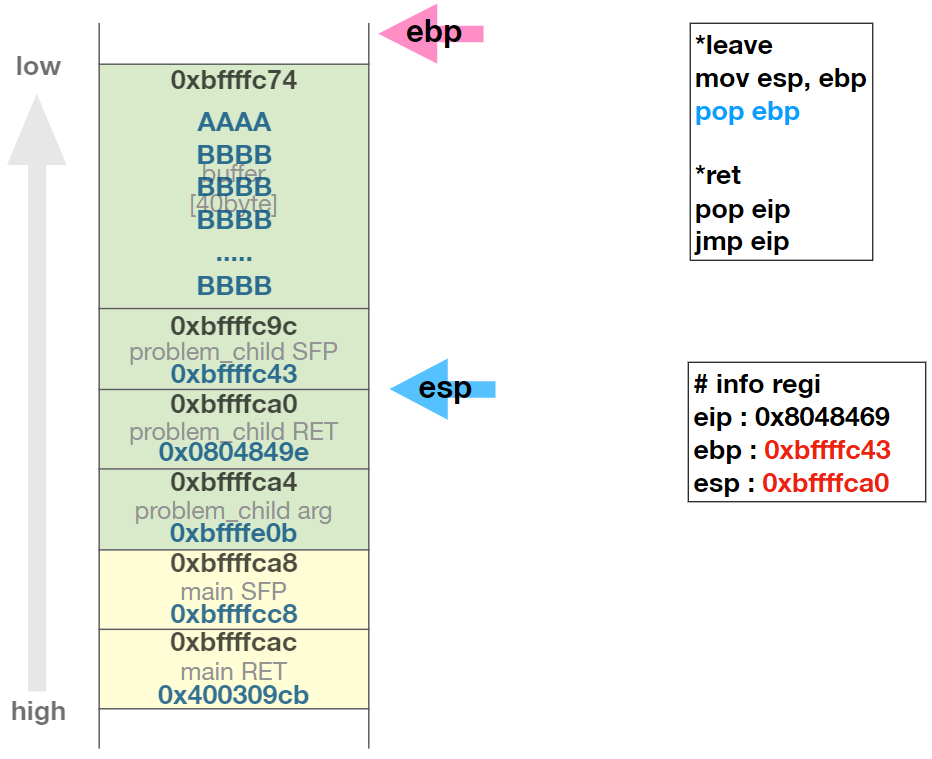 low
high
ebp
0xbffffc74
AAAA
BBBB
buffer
BBBB
[40byte]
BBBB
.....
BBBB
0xbffffc9c
problem_child SFP
0xbffffc43
esp
0xbffffca0
problem_child RET
0x0804849e
0xbffffca4
problem_child arg
0xbffffe0b
0xbffffca8
main SFP
0xbffffcc8
0xbffffcac
main RET
0x400309cb
*leave
mov esp, ebp
pop ebp
*ret
pop eip
jmp eip
# info regi
eip : 0x8048469
ebp : 0xbffffc43
esp : 0xbffffca0